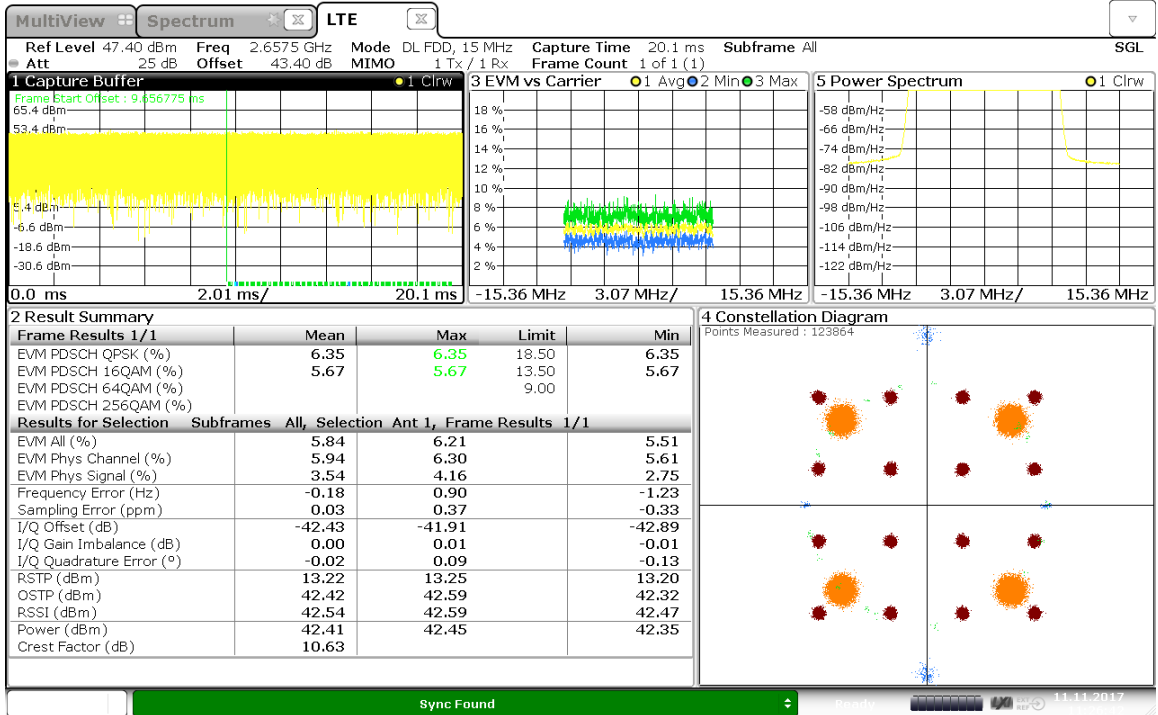 MultiView Spectrum LTE
Ref Level 47.40 dBm Freq 2.6575 GHz Mode DL FDD, 15 MHz Capture Time 20.1 ms Subframe All SGL
Att 25 dB Offset 43.40 dB MIMO 1 Tx / 1 Rx Frame Count 1 of 1 (1)
1 Capture Buffer 1 Clrw
Frame Start Offset : 9.656775 ms
65.4 dBm
53.4 dBm
5.4 dBm
-6.6 dBm
-18.6 dBm
-30.6 dBm
0.0 ms 2.01 ms/ 20.1 ms
3 EVM vs Carrier 1 Avg 2 Min 3 Max
18 %
16 %
14 %
12 %
10 %
8 %
6 %
4 %
2 %
-15.36 MHz 3.07 MHz/ 15.36 MHz
5 Power Spectrum 1 Clrw
-58 dBm/Hz
-66 dBm/Hz
-74 dBm/Hz
-82 dBm/Hz
-90 dBm/Hz
-98 dBm/Hz
-106 dBm/Hz
-114 dBm/Hz
-122 dBm/Hz
-15.36 MHz 3.07 MHz/ 15.36 MHz
2 Result Summary
Frame Results 1/1 Mean Max Limit Min
EVM PDSCH QPSK (%) 6.35 6.35 18.50 6.35
EVM PDSCH 16QAM (%) 5.67 5.67 13.50 5.67
EVM PDSCH 64QAM (%) 9.00
EVM PDSCH 256QAM (%)
Results for Selection Subframes All, Selection Ant 1, Frame Results 1/1
EVM All (%) 5.84 6.21 5.51
EVM Phys Channel (%) 5.94 6.30 5.61
EVM Phys Signal (%) 3.54 4.16 2.75
Frequency Error (Hz) -0.18 0.90 -1.23
Sampling Error (ppm) 0.03 0.37 -0.33
I/Q Offset (dB) -42.43 -41.91 -42.89
I/Q Gain Imbalance (dB) 0.00 0.01 -0.01
I/Q Quadrature Error (°) -0.02 0.09 -0.13
RSTP (dBm) 13.22 13.25 13.20
OSTP (dBm) 42.42 42.59 42.32
RSSI (dBm) 42.54 42.59 42.47
Power (dBm) 42.41 42.45 42.35
Crest Factor (dB) 10.63
4 Constellation Diagram
Points Measured : 123864
Sync Found
Ready
LXI
EXT
REF
11.11.2017